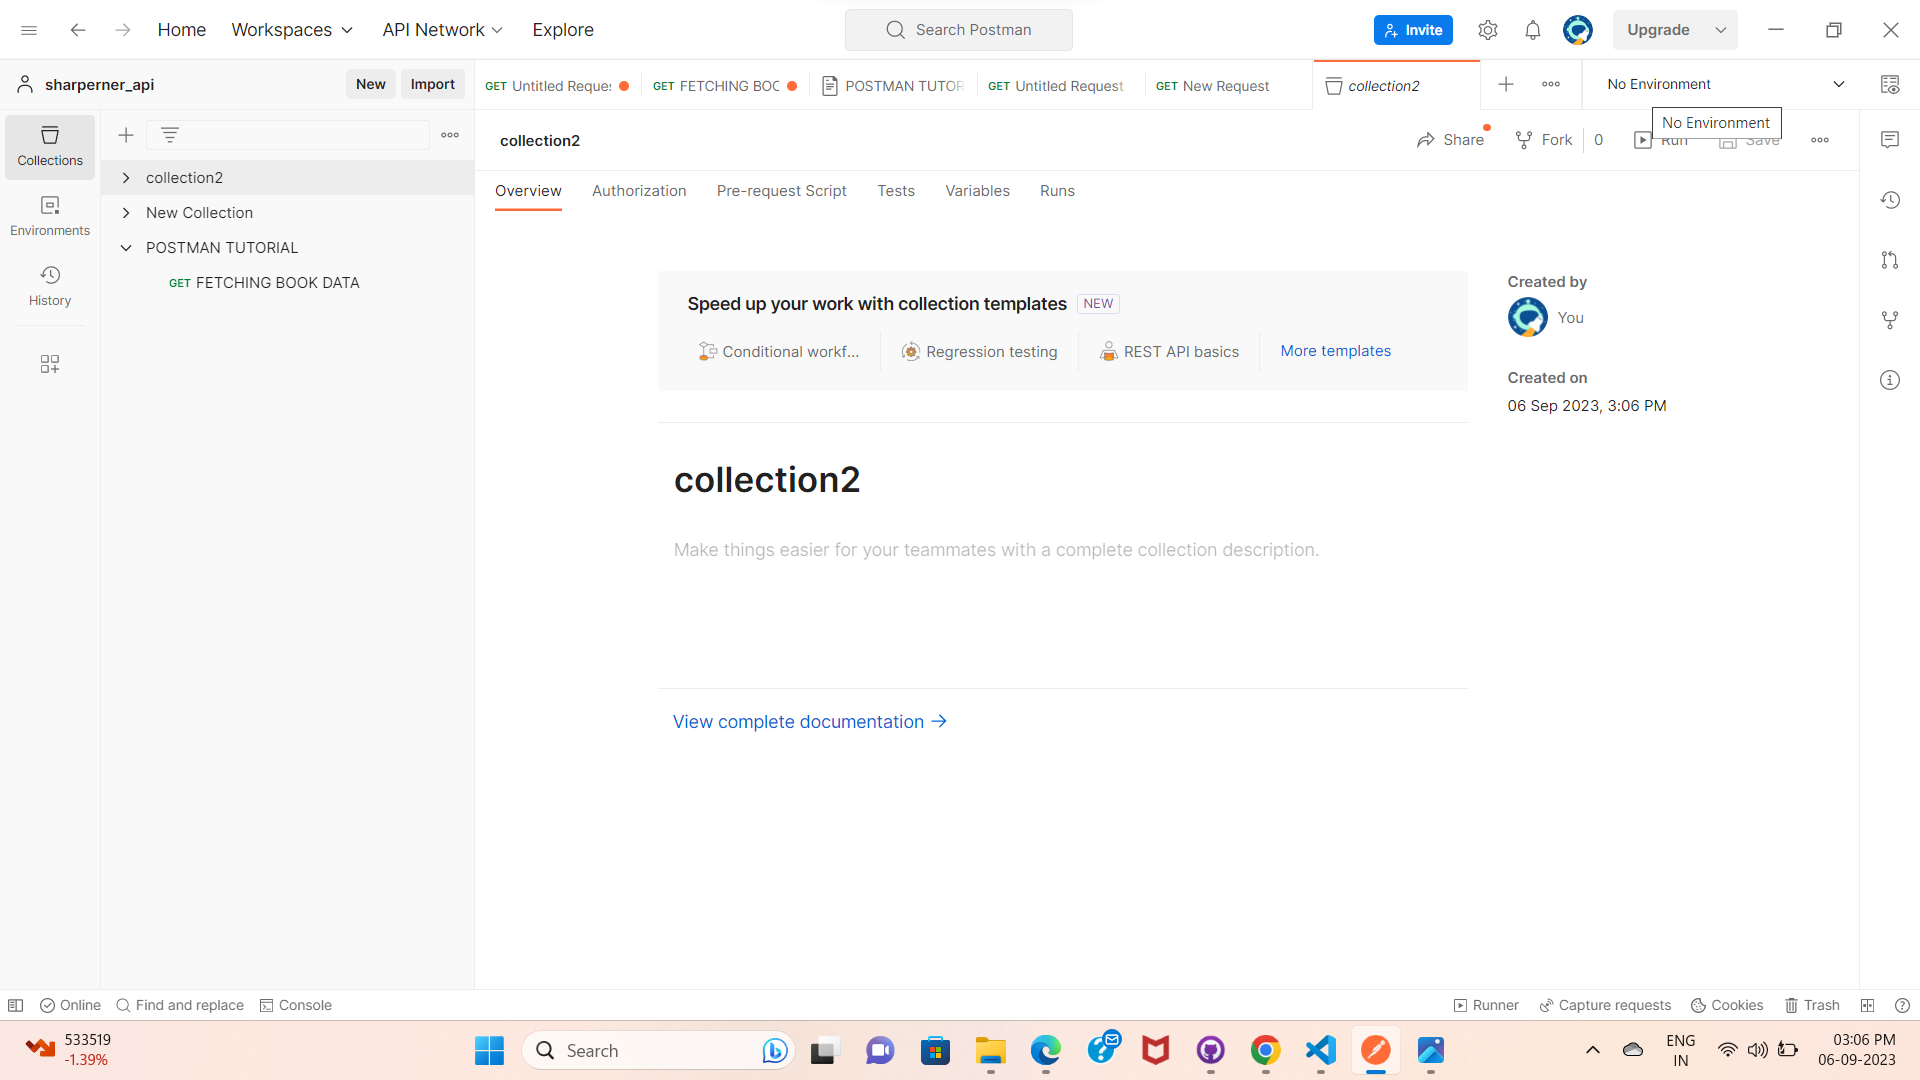 Home Workspaces API Network Explore Search Postman Invite Upgrade
sharperner_api New Import GET Untitled Reques GET FETCHING BOC POSTMAN TUTOR GET Untitled Request GET New Request collection2 No Environment
No Environment
Collections
Environments
History
collection2
New Collection
POSTMAN TUTORIAL
GET FETCHING BOOK DATA
collection2 Share Fork 0 Run Save
Overview Authorization Pre-request Script Tests Variables Runs
Speed up your work with collection templates NEW
Conditional workf... Regression testing REST API basics More templates
Created by
You
Created on
06 Sep 2023, 3:06 PM
collection2
Make things easier for your teammates with a complete collection description.
View complete documentation →
Online Find and replace Console Runner Capture requests Cookies Trash
533519
-1.39%
Search
ENG
IN
03:06 PM
06-09-2023